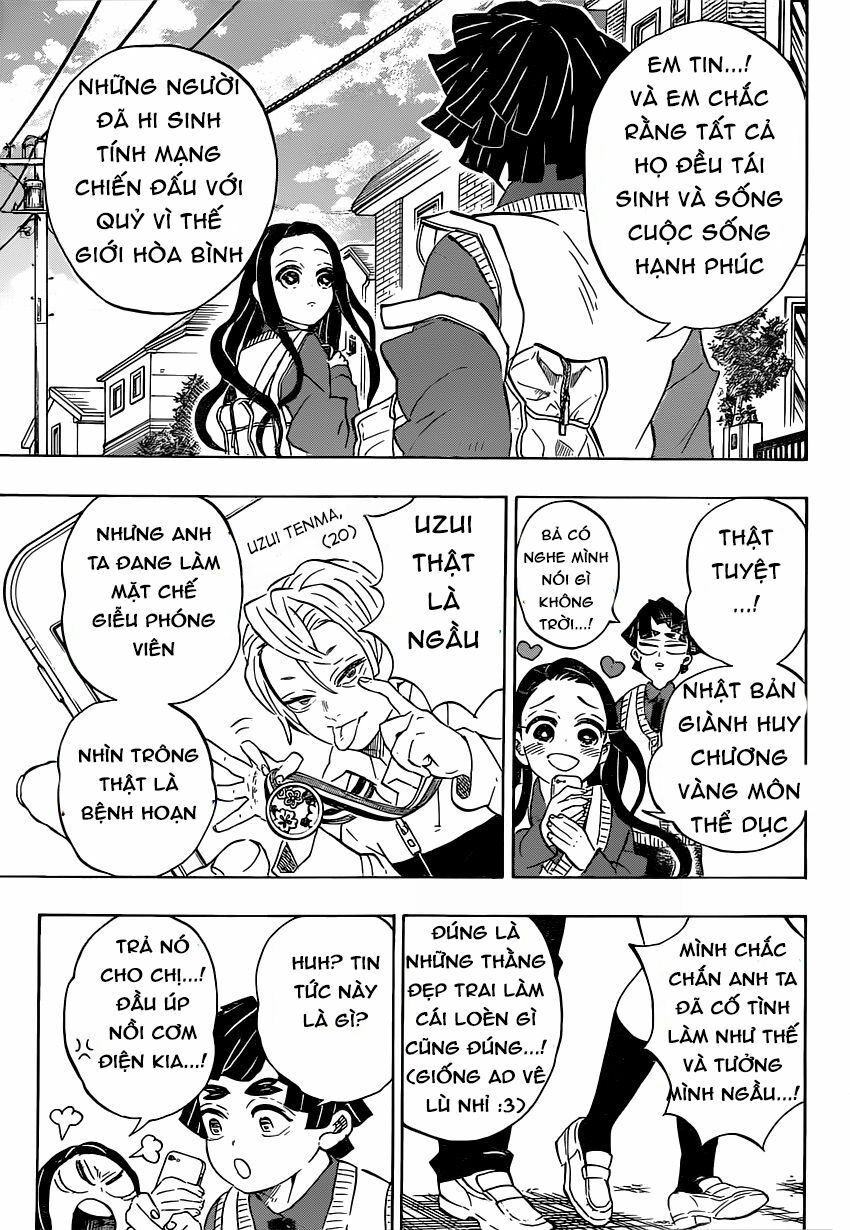 EM TIN...!
VÀ EM CHẮC
RẰNG TẤT CẢ
HỌ ĐỀU TÁI
SINH VÀ SỐNG
CUỘC SỐNG
HẠNH PHÚC
NHỮNG NGƯỜI
ĐÃ HI SINH
TÍNH MẠNG
CHIẾN ĐẤU VỚI
QUỶ VÌ THẾ
GIỚI HÒA BÌNH
THẬT
TUYỆT
...!
NHẬT BẢN
GIÀNH HUY
CHƯƠNG
VÀNG MÔN
THỂ DỤC
BẢ CÓ
NGHE MÌNH
NÓI GÌ
KHÔNG
TRỜI...!
UZUI
THẬT
LÀ
NGẦU
UZUI TENMA,
(20)
NHƯNG ANH
TA ĐANG LÀM
MẶT CHẾ
GIỄU PHÓNG
VIÊN
NHÌN TRÔNG
THẬT LÀ
BỆNH HOẠN
MÌNH CHẮC
CHẮN ANH TA
ĐÃ CỐ TÌNH
LÀM NHƯ THẾ
VÀ TƯỞNG
MÌNH NGẦU...!
ĐÚNG LÀ
NHỮNG THẰNG
ĐẸP TRAI LÀM
CÁI LOÈN GÌ
CŨNG ĐÚNG...!
(GIỐNG AD VÊ
LÙ NHỈ :3)
HUH? TIN
TỨC NÀY
LÀ GÌ?
TRẢ NÓ
CHO CHỊ...!
ĐẦU ÚP
NỒI CƠM
ĐIỆN KIA...!